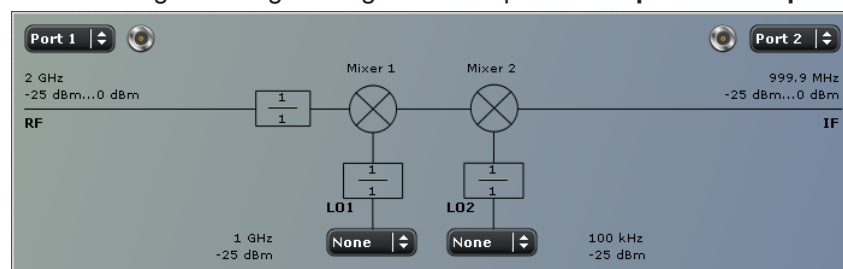 Port 1
Port 2
Mixer 1
Mixer 2
2 GHz
-25 dBm...0 dBm
999.9 MHz
-25 dBm...0 dBm
1
1
RF
IF
1
1
1
1
LO1
LO2
1 GHz
-25 dBm
None
None
100 kHz
-25 dBm